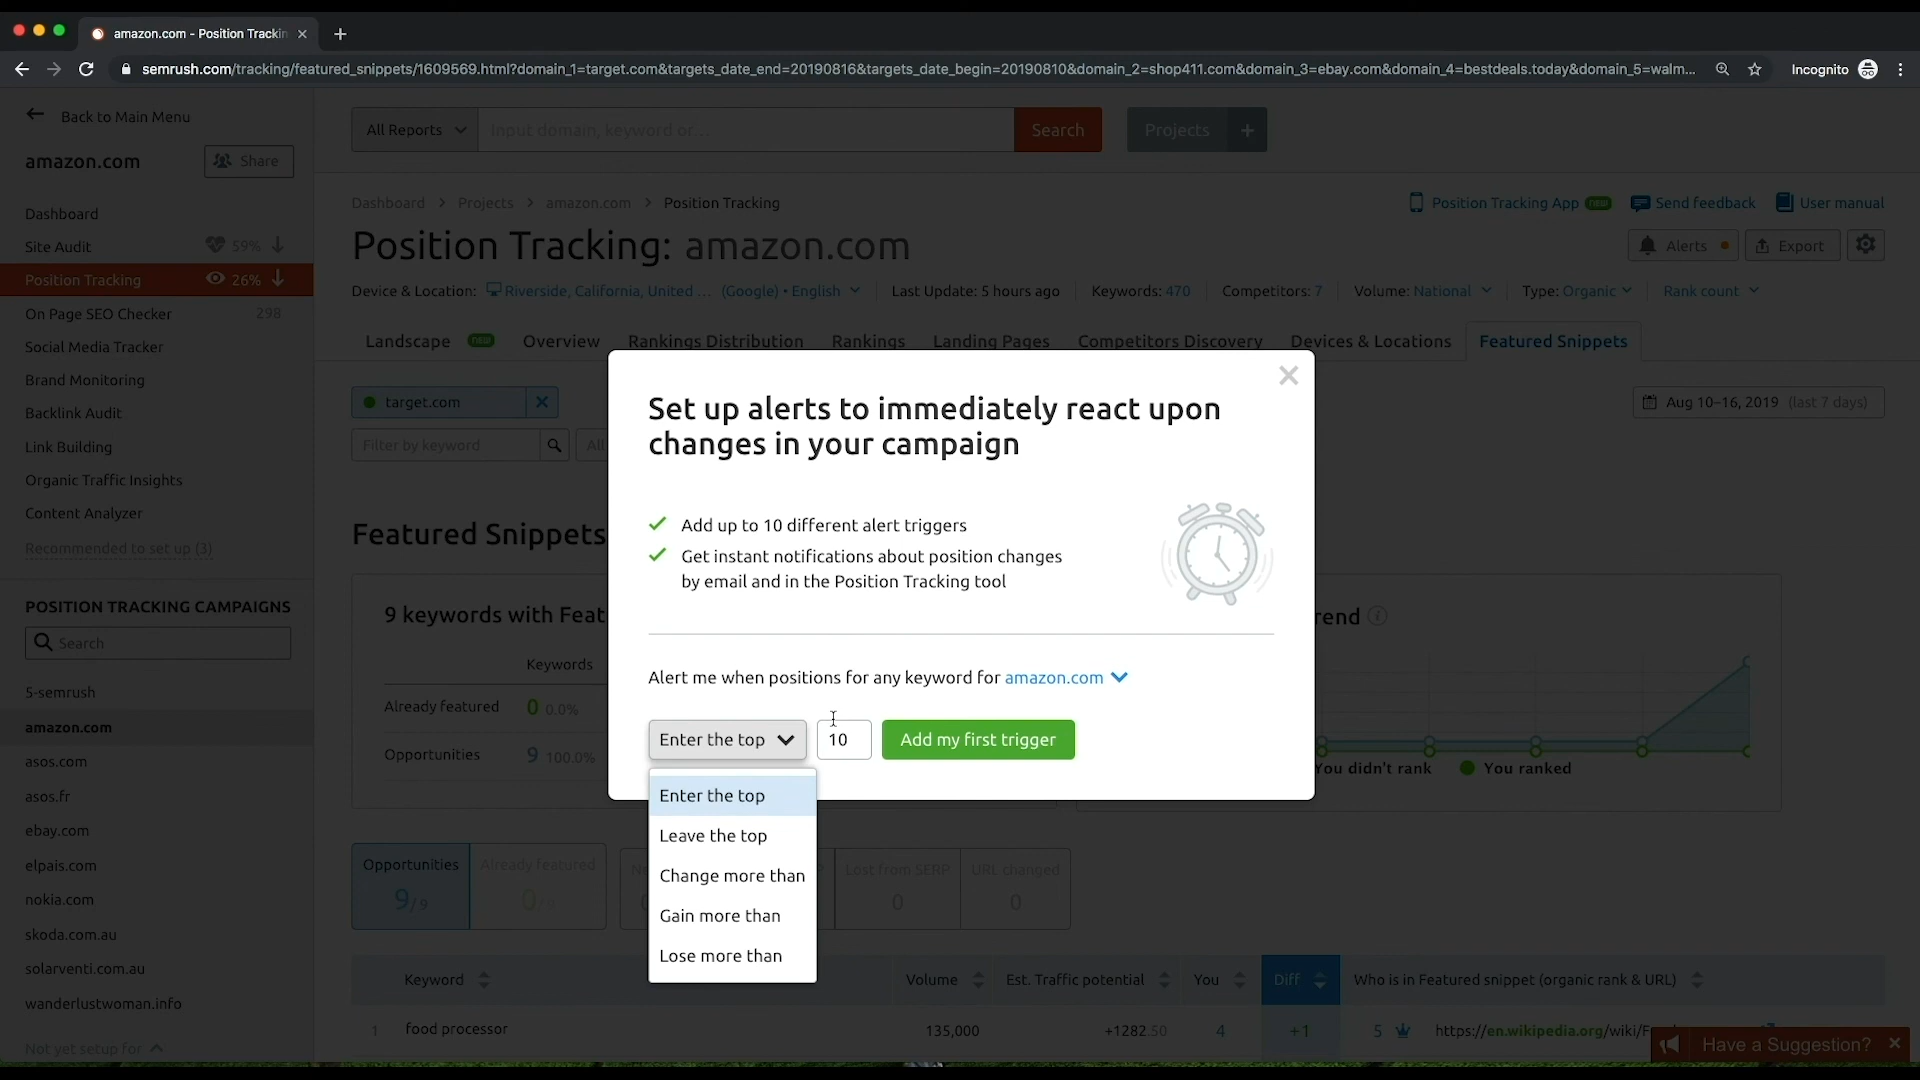 amazon.com - Position Trackin
semrush.com/tracking/featured_snippets/1609569.html?domain_1=target.com&targets_date_end=20190816&targets_date_begin=20190810&domain_2=shop411.com&domain_3=ebay.com&domain_4=bestdeals.today&domain_5=walm...
Incognito
Back to Main Menu
amazon.com
Share
Dashboard
Site Audit 59%
Position Tracking 26%
On Page SEO Checker 298
Social Media Tracker
Brand Monitoring
Backlink Audit
Link Building
Organic Traffic Insights
Content Analyzer
Recommended to set up (3)
POSITION TRACKING CAMPAIGNS
Search
5-semrush
amazon.com
asos.com
asos.fr
ebay.com
elpais.com
nokia.com
skoda.com.au
solarventi.com.au
wanderlustwoman.info
Not yet setup for
All Reports
Input domain, keyword or...
Search
Projects +
Dashboard > Projects > amazon.com > Position Tracking
Position Tracking App new
Send feedback
User manual
Position Tracking: amazon.com
Alerts
Export
Device & Location: Riverside, California, United ... (Google) • English
Last Update: 5 hours ago
Keywords: 470
Competitors: 7
Volume: National
Type: Organic
Rank count
Landscape new
Overview
Rankings Distribution
Rankings
Landing Pages
Competitors Discovery
Devices & Locations
Featured Snippets
target.com
Aug 10-16, 2019 (last 7 days)
Filter by keyword
All
Featured Snippets
9 keywords with Feat
Keywords
Already featured 0 0.0%
Opportunities 9 100.0%
rend
You didn't rank
You ranked
Set up alerts to immediately react upon
changes in your campaign
Add up to 10 different alert triggers
Get instant notifications about position changes
by email and in the Position Tracking tool
Alert me when positions for any keyword for amazon.com
Enter the top
10
Add my first trigger
Enter the top
Leave the top
Change more than
Gain more than
Lose more than
Opportunities
9/9
Already featured
0/9
Lost from SERP
0
URL changed
0
Keyword
Volume
Est. Traffic potential
You
Diff
Who is in Featured snippet (organic rank & URL)
1 food processor 135,000 +1282.50 4 +1 5 https://en.wikipedia.org/wiki/F
Have a Suggestion?